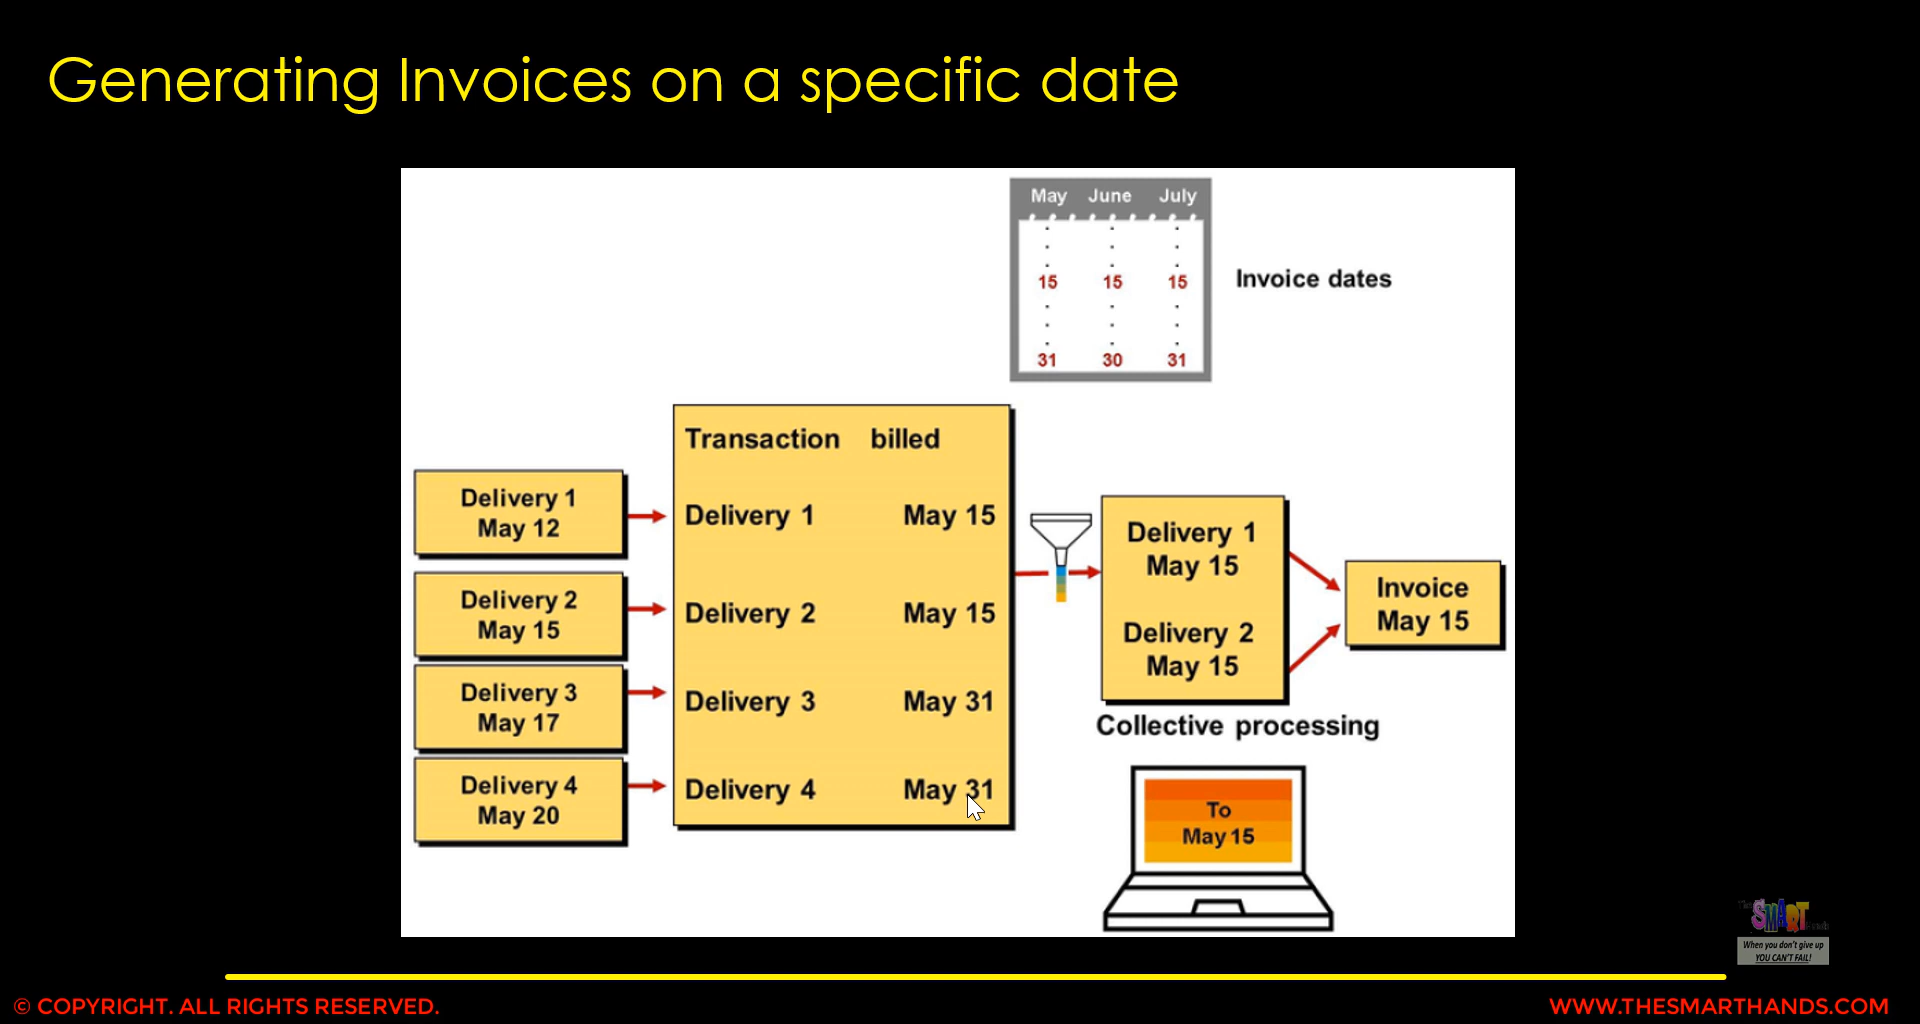 Generating Invoices on a specific date
May June July
15 15 15
31 30 31
Invoice dates
Transaction billed
Delivery 1 May 15
Delivery 2 May 15
Delivery 3 May 31
Delivery 4 May 31
Delivery 1
May 12
Delivery 2
May 15
Delivery 3
May 17
Delivery 4
May 20
Delivery 1
May 15
Delivery 2
May 15
Invoice
May 15
Collective processing
To
May 15
SMART
When you don't give up
YOU CAN'T FAIL!
© COPYRIGHT. ALL RIGHTS RESERVED.
WWW.THESMARTHANDS.COM